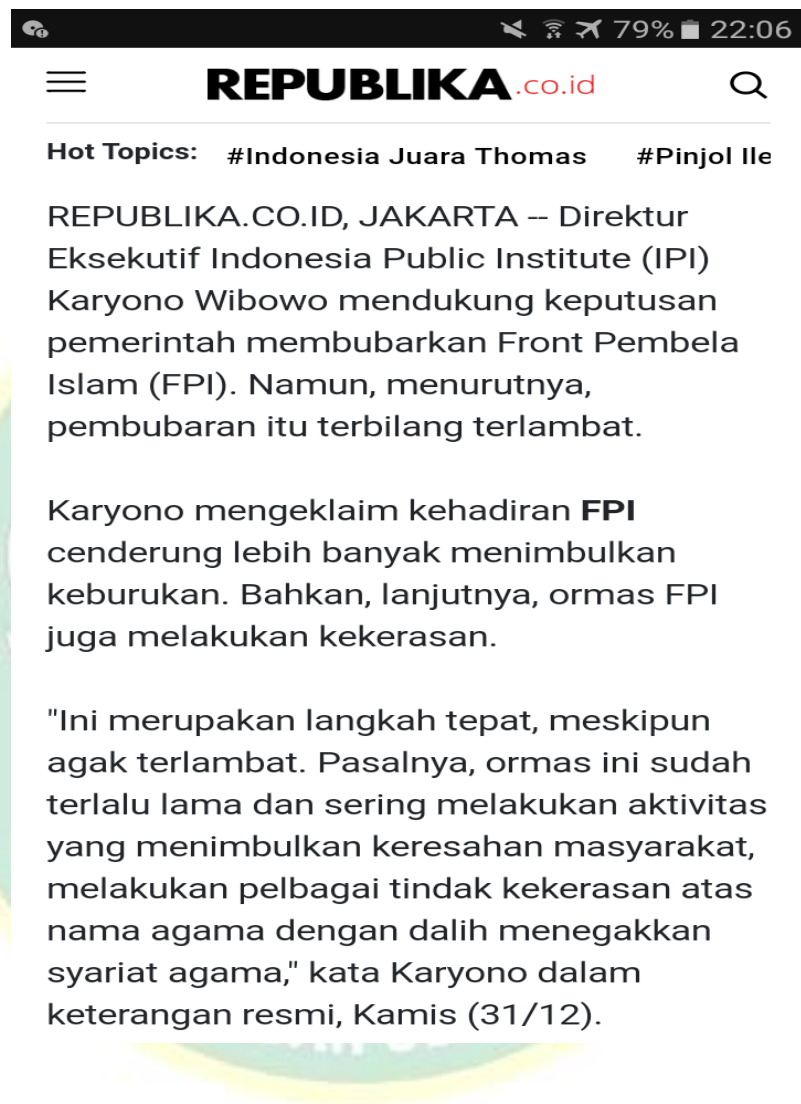 79% 22:06
REPUBLIKA.co.id
Hot Topics: #Indonesia Juara Thomas #Pinjol Ile
REPUBLIKA.CO.ID, JAKARTA -- Direktur
Eksekutif Indonesia Public Institute (IPI)
Karyono Wibowo mendukung keputusan
pemerintah membubarkan Front Pembela
Islam (FPI). Namun, menurutnya,
pembubaran itu terbilang terlambat.
Karyono mengeklaim kehadiran FPI
cenderung lebih banyak menimbulkan
keburukan. Bahkan, lanjutnya, ormas FPI
juga melakukan kekerasan.
"Ini merupakan langkah tepat, meskipun
agak terlambat. Pasalnya, ormas ini sudah
terlalu lama dan sering melakukan aktivitas
yang menimbulkan keresahan masyarakat,
melakukan pelbagai tindak kekerasan atas
nama agama dengan dalih menegakkan
syariat agama," kata Karyono dalam
keterangan resmi, Kamis (31/12).